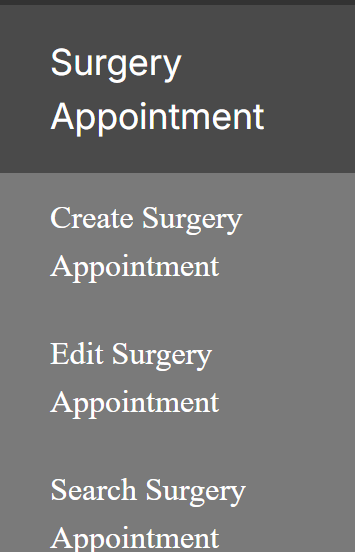 Surgery
Appointment
Create Surgery
Appointment
Edit Surgery
Appointment
Search Surgery
Appointment